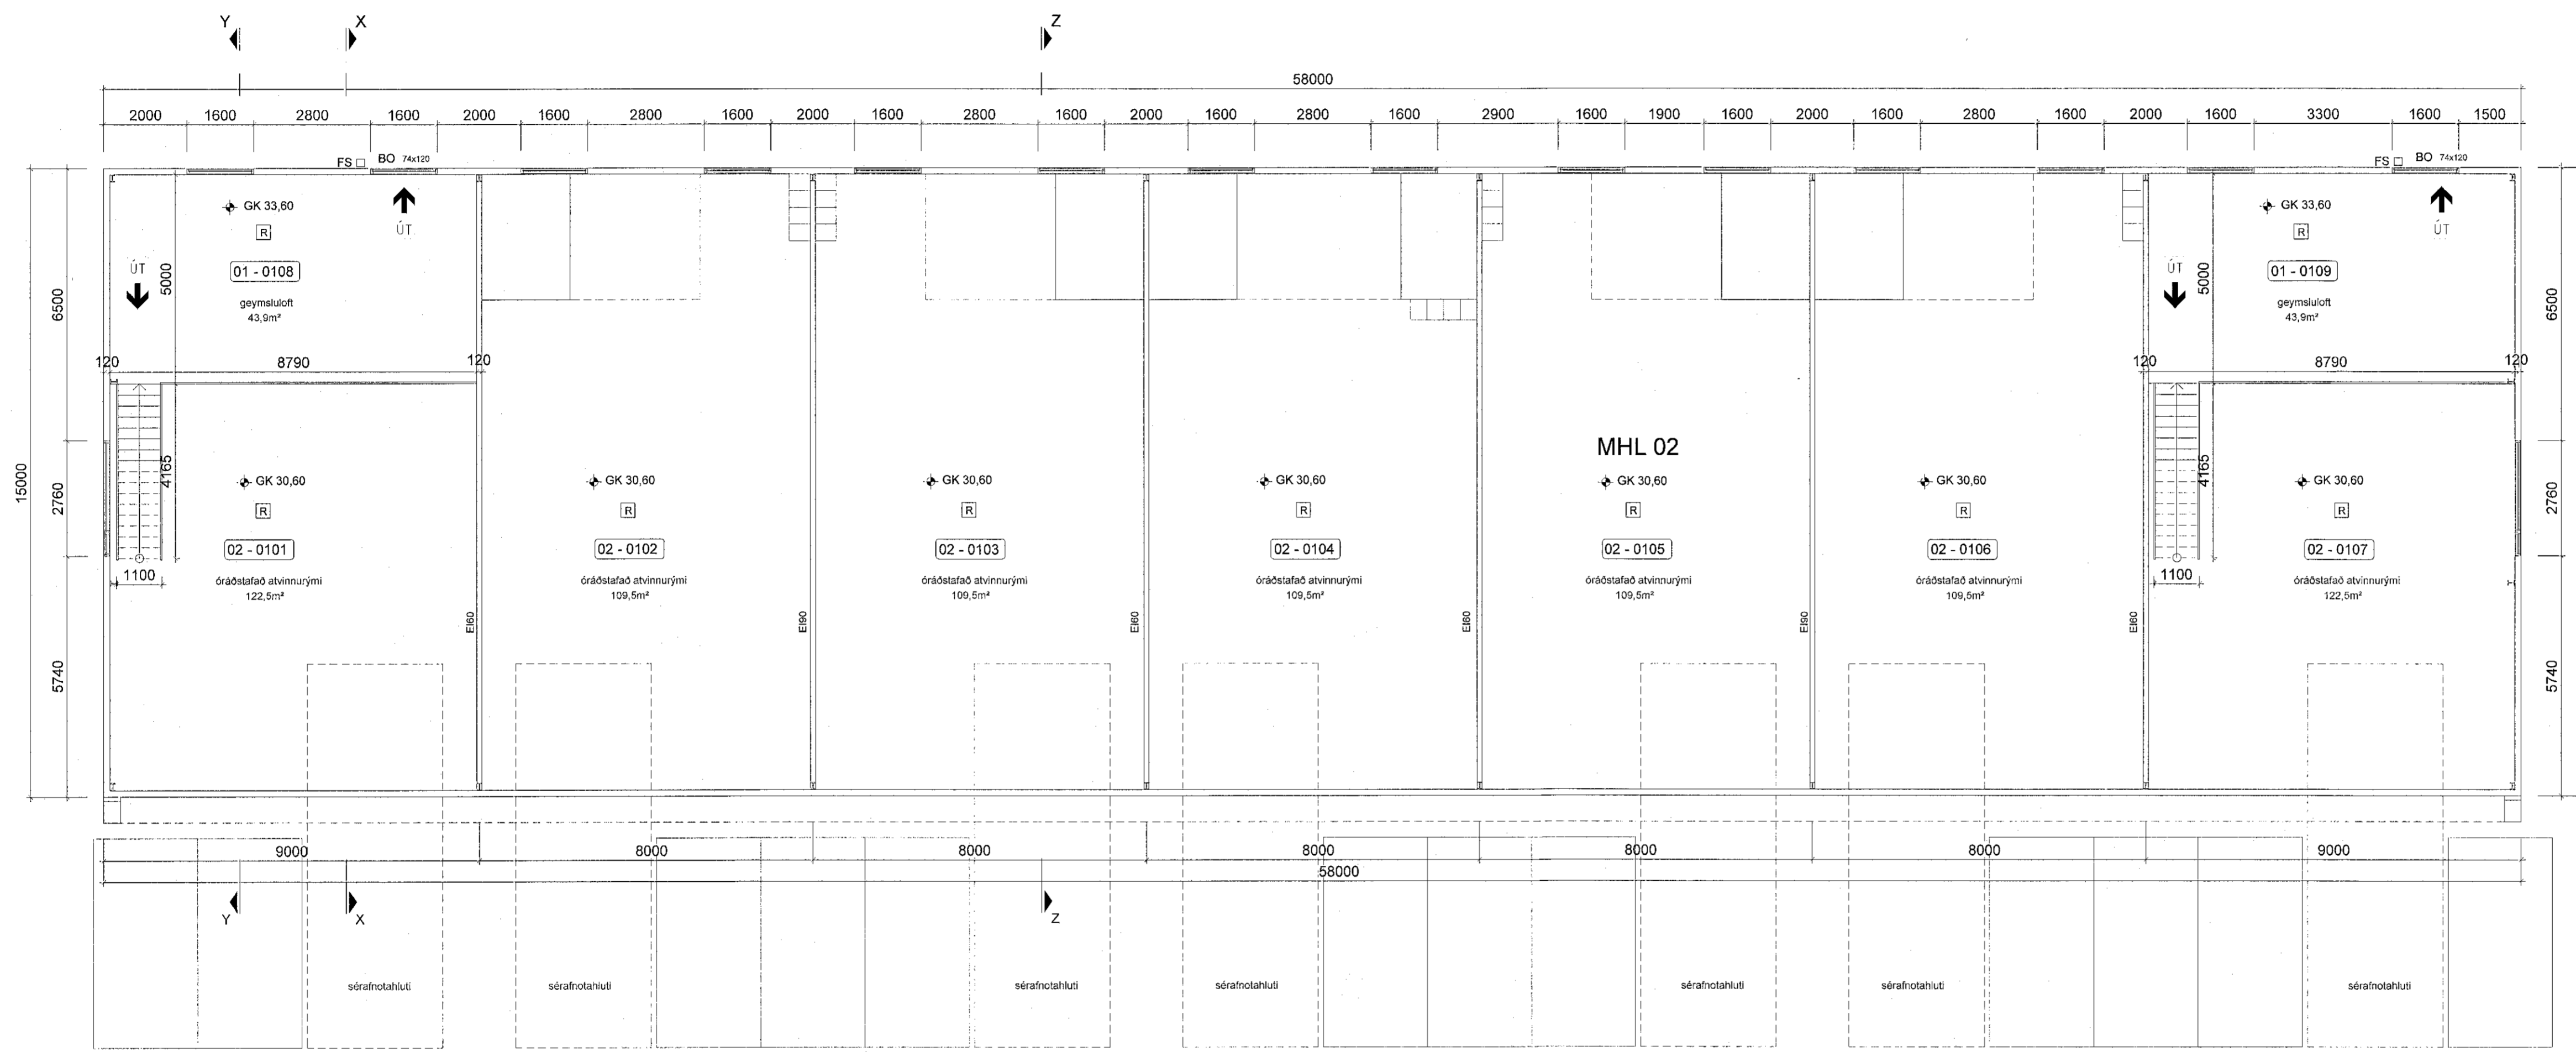 Y X Z
58000
2000 1600 2800 1600 2000 1600 2800 1600 2000 1600 2800 1600 2000 1600 2800 1600 2900 1600 1900 1600 2000 1600 2800 1600 2000 1600 3300 1600 1500
FS BO 74x120 FS BO 74x120
GK 33,60 GK 33,60
R R
ÚT ÚT
ÚT 5000 01 - 0108 ÚT 5000 01 - 0109
6500 geymsluloft geymsluloft 6500
43,9m² 43,9m²
120 8790 120 120 8790 120
MHL 02
4165 4165
15000 2760 GK 30,60 GK 30,60 GK 30,60 GK 30,60 GK 30,60 GK 30,60 GK 30,60 2760
R R R R R R R
02 - 0101 02 - 0102 02 - 0103 02 - 0104 02 - 0105 02 - 0106 02 - 0107
1100 1100
óráðstafað atvinnurými óráðstafað atvinnurými óráðstafað atvinnurými óráðstafað atvinnurými óráðstafað atvinnurými óráðstafað atvinnurými óráðstafað atvinnurými
122,5m² 109,5m² 109,5m² 109,5m² 109,5m² 109,5m² 122,5m²
EI60 EI90 EI60 EI60 EI90 EI60
5740 5740
9000 8000 8000 8000 8000 8000 9000
58000
Y X Z
sérafnotahluti sérafnotahluti sérafnotahluti sérafnotahluti sérafnotahluti sérafnotahluti sérafnotahluti